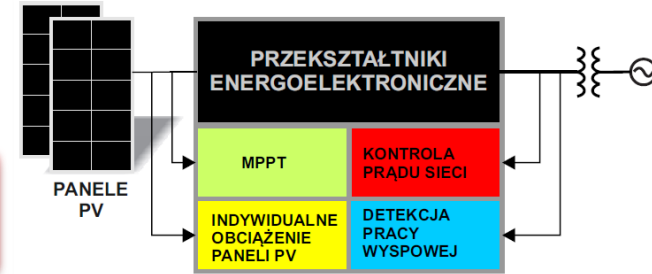 PRZEKSZTAŁTNIKI
ENERGOELEKTRONICZNE
MPPT
KONTROLA
PRĄDU SIECI
PANELE
PV
INDYWIDUALNE
OBCIĄŻENIE
PANELI PV
DETEKCJA
PRACY
WYSPOWEJ